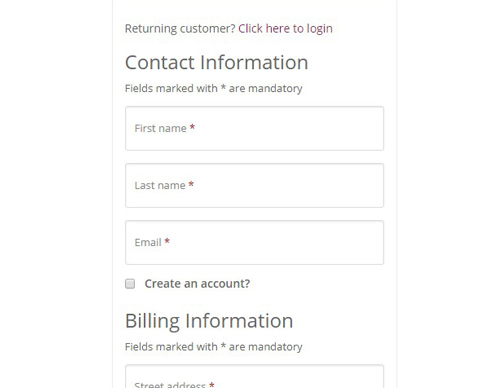 Returning customer? Click here to login
Contact Information
Fields marked with * are mandatory
First name *
Last name *
Email *
Create an account?
Billing Information
Fields marked with * are mandatory
Street address *